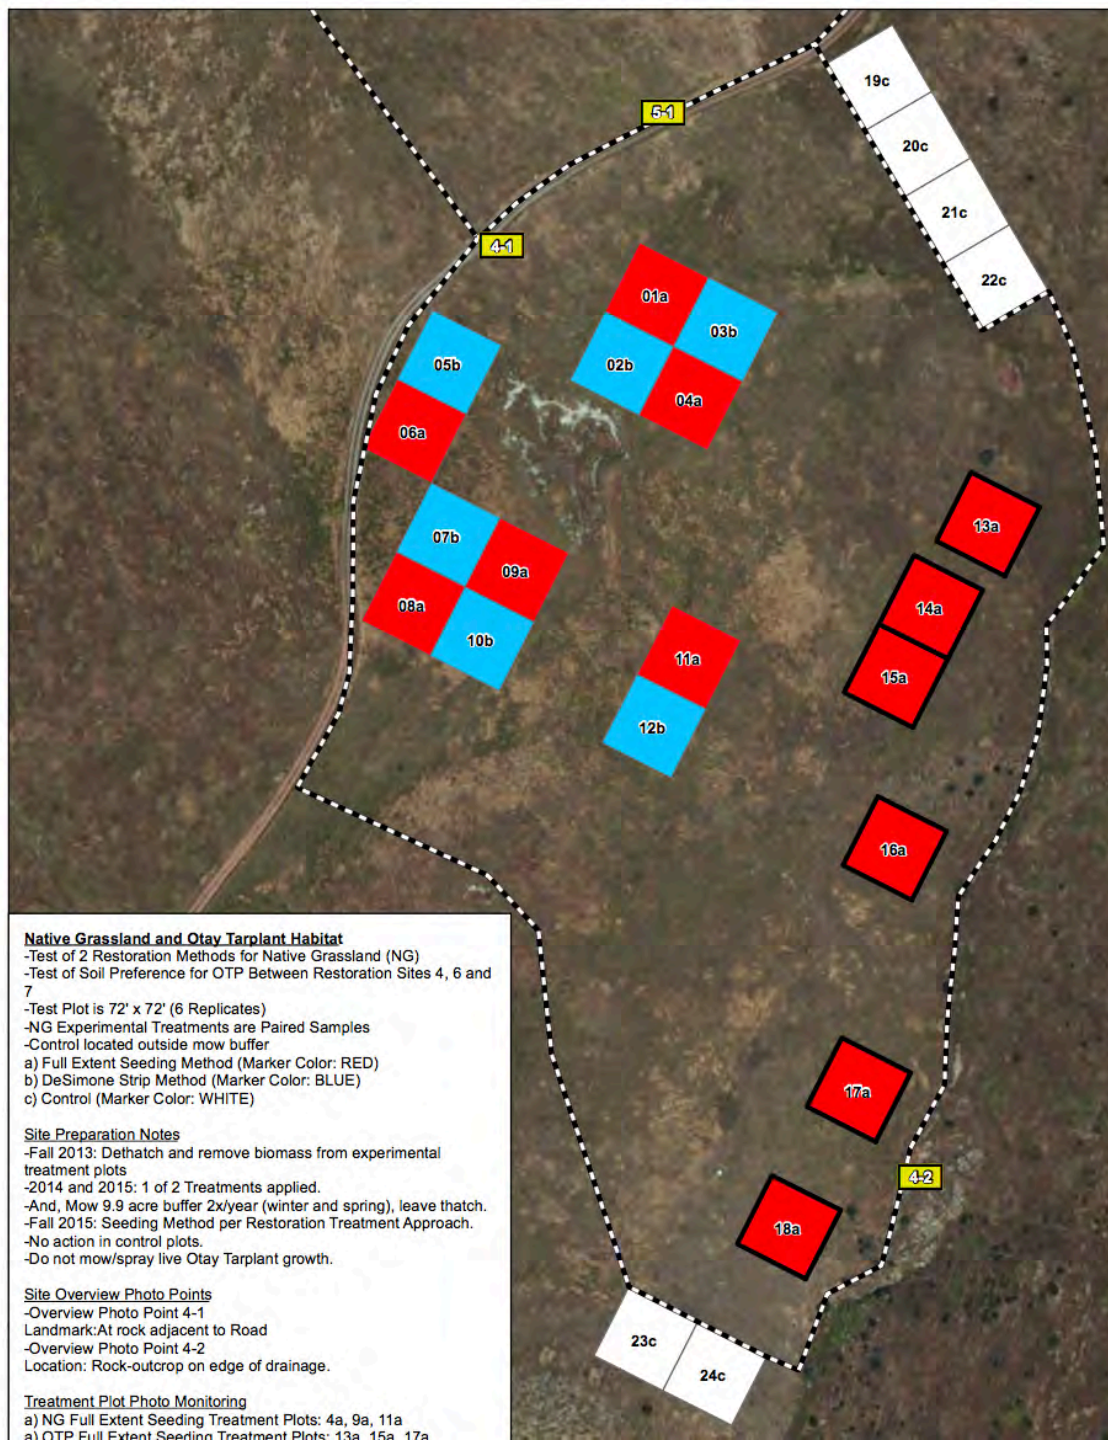 19c
5-1
20c
21c
4-1
22c
01a
03b
05b
02b
04a
06a
13a
07b
09a
14a
08a
10b
11a
15a
12b
16a
17a
4-2
18a
23c
24c
Native Grassland and Otay Tarplant Habitat
-Test of 2 Restoration Methods for Native Grassland (NG)
-Test of Soil Preference for OTP Between Restoration Sites 4, 6 and
7
-Test Plot is 72' x 72' (6 Replicates)
-NG Experimental Treatments are Paired Samples
-Control located outside mow buffer
a) Full Extent Seeding Method (Marker Color: RED)
b) DeSimone Strip Method (Marker Color: BLUE)
c) Control (Marker Color: WHITE)
Site Preparation Notes
-Fall 2013: Dethatch and remove biomass from experimental
treatment plots
-2014 and 2015: 1 of 2 Treatments applied.
-And, Mow 9.9 acre buffer 2x/year (winter and spring), leave thatch.
-Fall 2015: Seeding Method per Restoration Treatment Approach.
-No action in control plots.
-Do not mow/spray live Otay Tarplant growth.
Site Overview Photo Points
-Overview Photo Point 4-1
Landmark:At rock adjacent to Road
-Overview Photo Point 4-2
Location: Rock-outcrop on edge of drainage.
Treatment Plot Photo Monitoring
a) NG Full Extent Seeding Treatment Plots: 4a, 9a, 11a
a) OTP Full Extent Seeding Treatment Plots: 13a, 15a, 17a